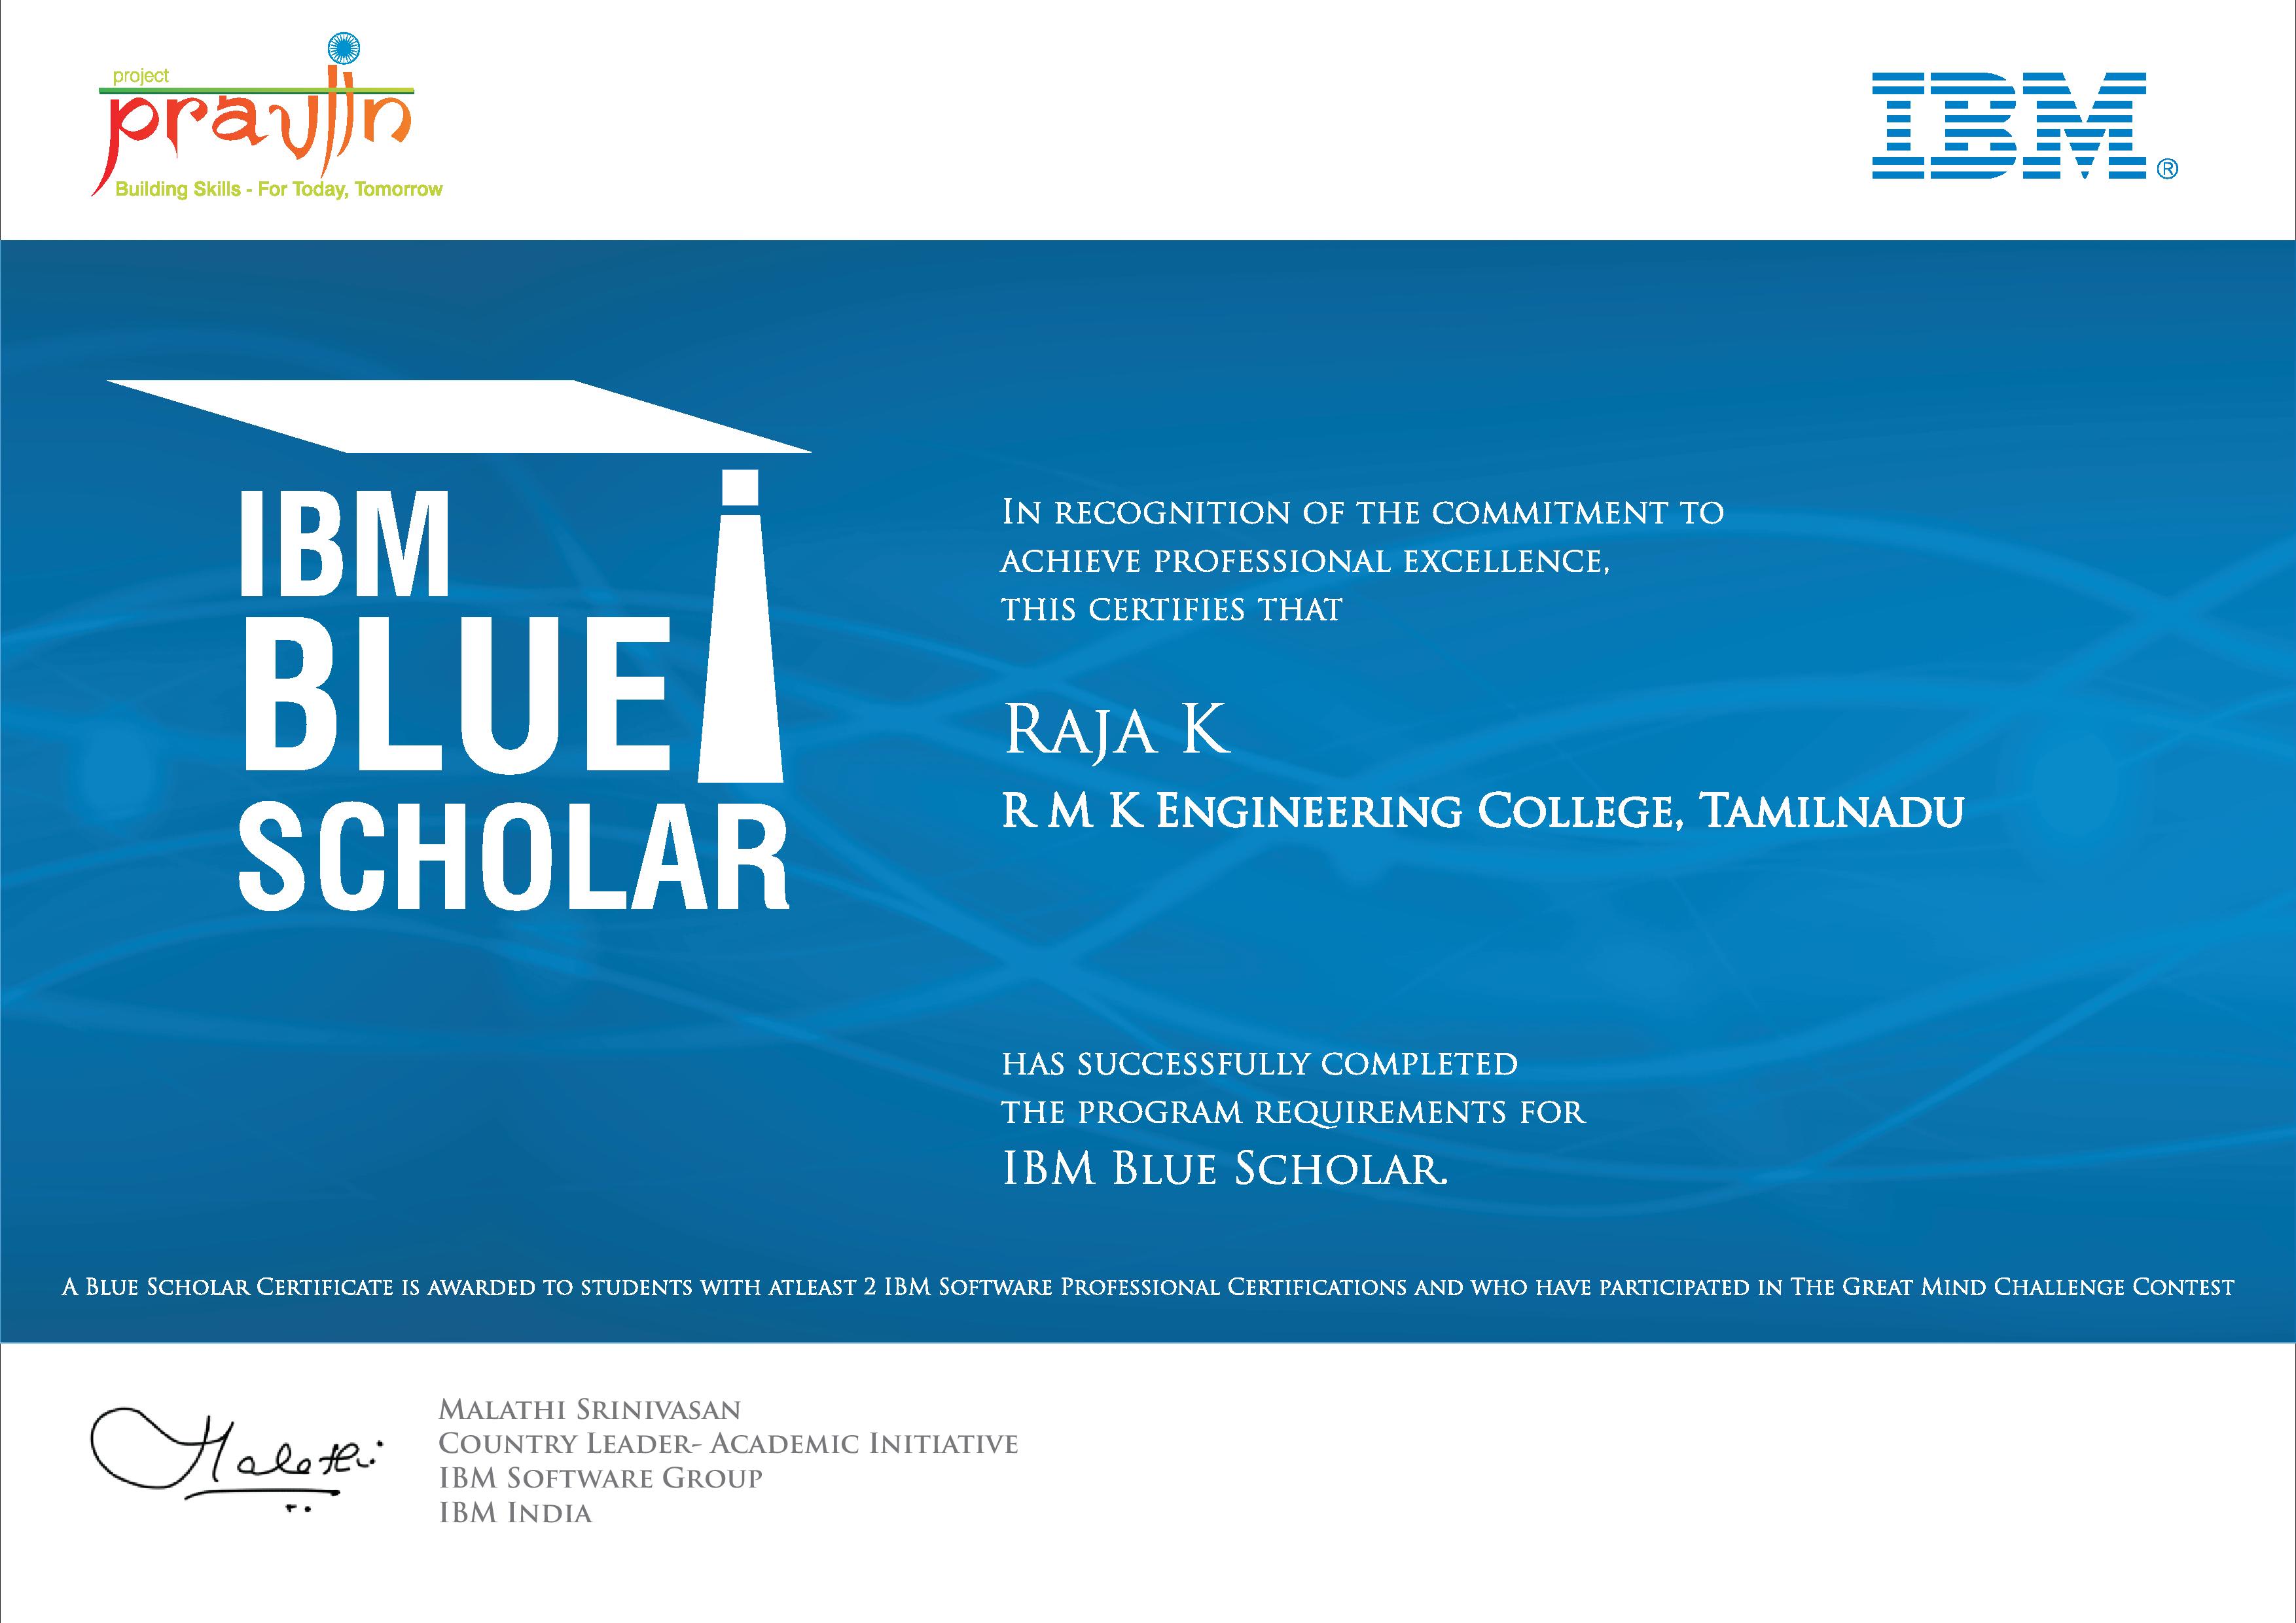 project
pravjin
Building Skills - For Today, Tomorrow
IBM®
IBM
BLUE
SCHOLAR
In recognition of the commitment to
achieve professional excellence,
this certifies that
Raja K
R M K Engineering College, Tamilnadu
has successfully completed
the program requirements for
IBM Blue Scholar.
A Blue Scholar Certificate is awarded to students with atleast 2 IBM Software Professional Certifications and who have participated in The Great Mind Challenge Contest
Malathi
Malathi Srinivasan
Country Leader- Academic Initiative
IBM Software Group
IBM India